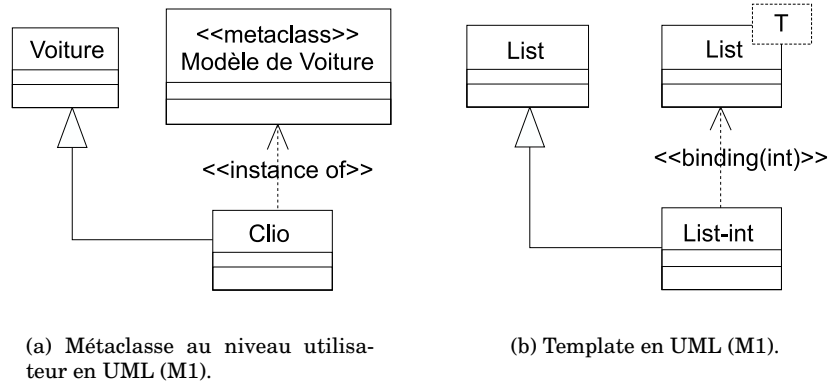 Voiture
<<metaclass>>
Modèle de Voiture
<<instance of>>
Clio
List
T
List
<<binding(int)>>
List-int
(a) Métaclasse au niveau utilisa-
teur en UML (M1).
(b) Template en UML (M1).